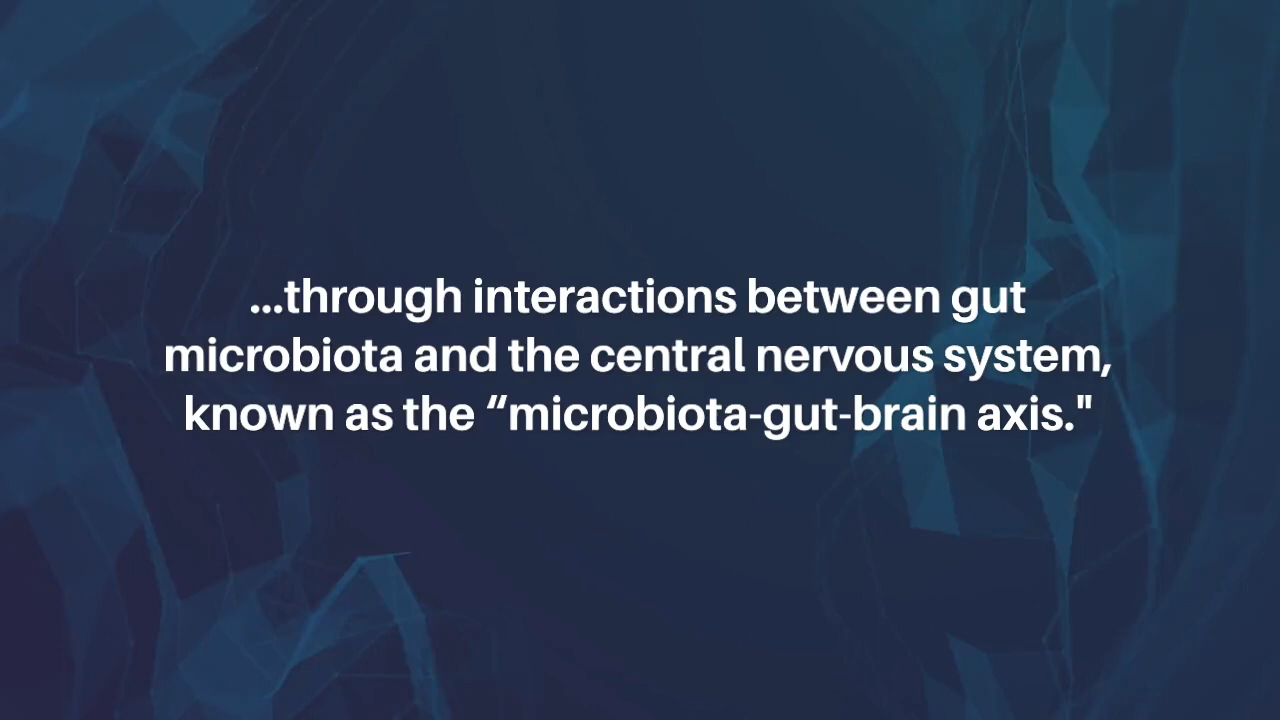 ...through interactions between gut
microbiota and the central nervous system,
known as the “microbiota-gut-brain axis."